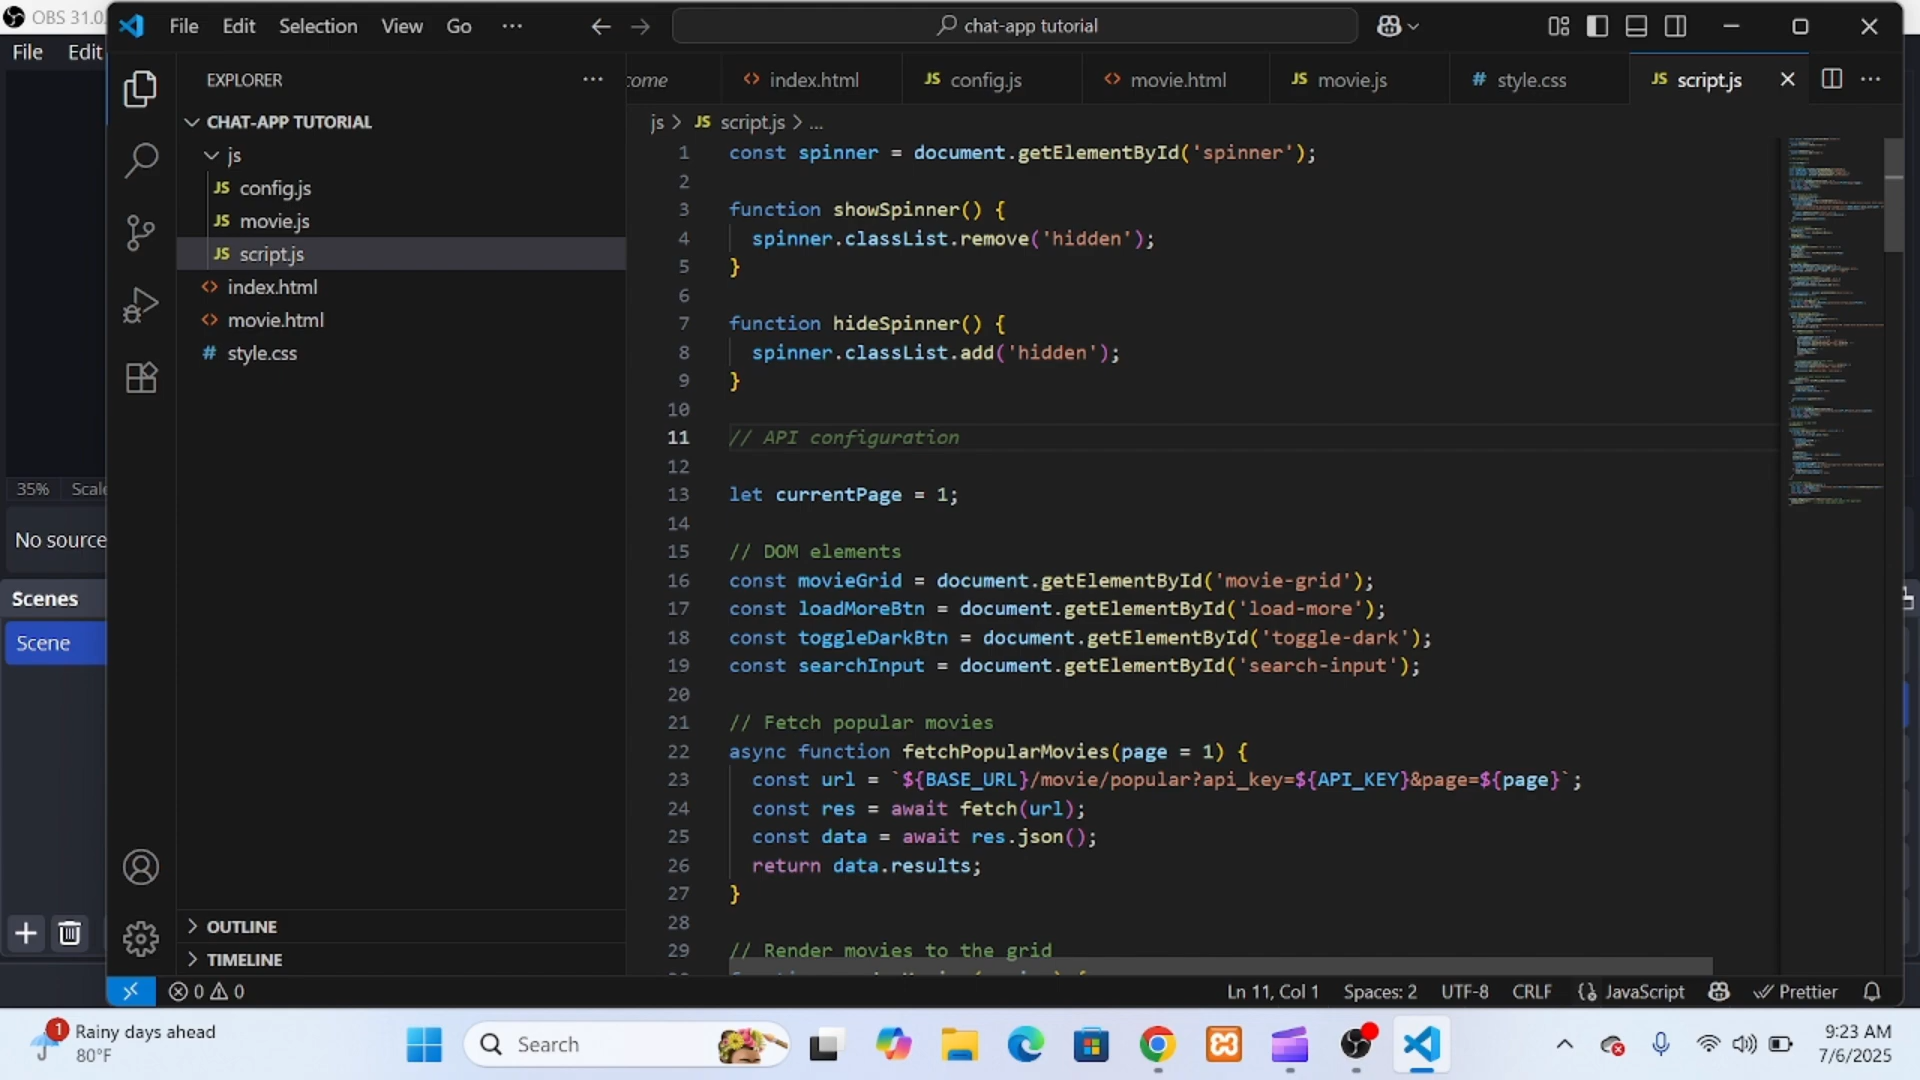 OBS 31.0.
File Edit
File Edit Selection View Go ...
chat-app tutorial
EXPLORER
CHAT-APP TUTORIAL
js
JS config.js
JS movie.js
JS script.js
<> index.html
<> movie.html
# style.css
OUTLINE
TIMELINE
35%
No source
Scenes
Scene
come
<> index.html
JS config.js
<> movie.html
JS movie.js
# style.css
JS script.js
js > JS script.js > ...
1 const spinner = document.getElementById('spinner');
2
3 function showSpinner() {
4 spinner.classList.remove('hidden');
5 }
6
7 function hideSpinner() {
8 spinner.classList.add('hidden');
9 }
10
11 // API configuration
12
13 let currentPage = 1;
14
15 // DOM elements
16 const movieGrid = document.getElementById('movie-grid');
17 const loadMoreBtn = document.getElementById('load-more');
18 const toggleDarkBtn = document.getElementById('toggle-dark');
19 const searchInput = document.getElementById('search-input');
20
21 // Fetch popular movies
22 async function fetchPopularMovies(page = 1) {
23 const url = `${BASE_URL}/movie/popular?api_key=${API_KEY}&page=${page}`;
24 const res = await fetch(url);
25 const data = await res.json();
26 return data.results;
27 }
28
29 // Render movies to the grid
0 0
Ln 11, Col 1
Spaces: 2
UTF-8
CRLF
{} JavaScript
Prettier
1
Rainy days ahead
80°F
Search
9:23 AM
7/6/2025